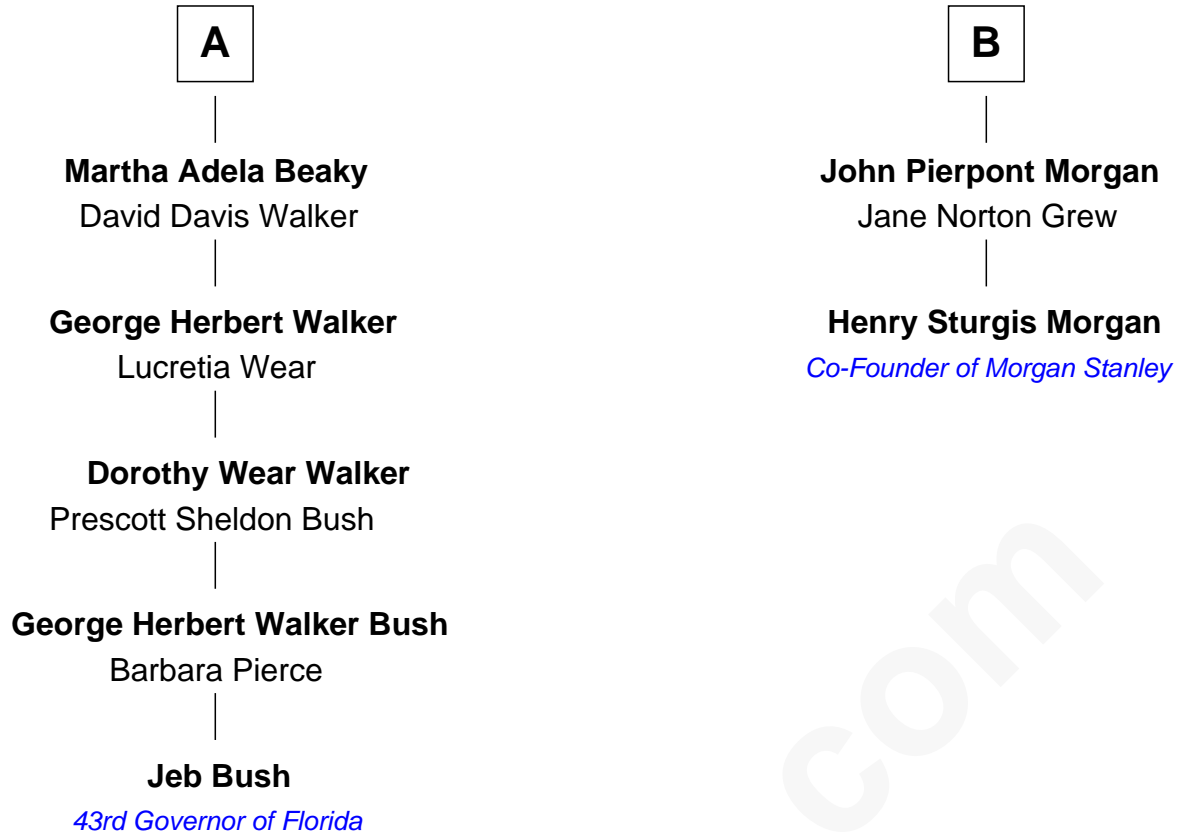 A
Martha Adela Beaky
David Davis Walker
George Herbert Walker
Lucretia Wear
Dorothy Wear Walker
Prescott Sheldon Bush
George Herbert Walker Bush
Barbara Pierce
Jeb Bush
43rd Governor of Florida
B
John Pierpont Morgan
Jane Norton Grew
Henry Sturgis Morgan
Co-Founder of Morgan Stanley
com